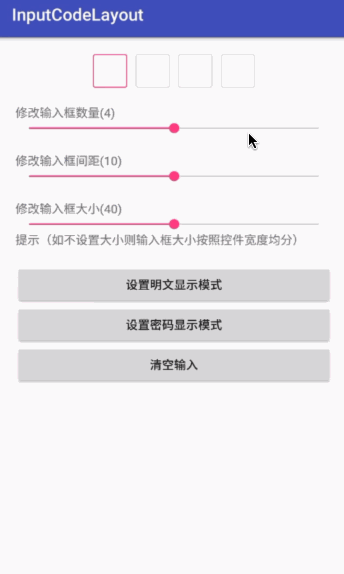 InputCodeLayout
修改输入框数量(4)
修改输入框间距(10)
修改输入框大小(40)
提示（如不设置大小则输入框大小按照控件宽度均分）
设置明文显示模式
设置密码显示模式
清空输入